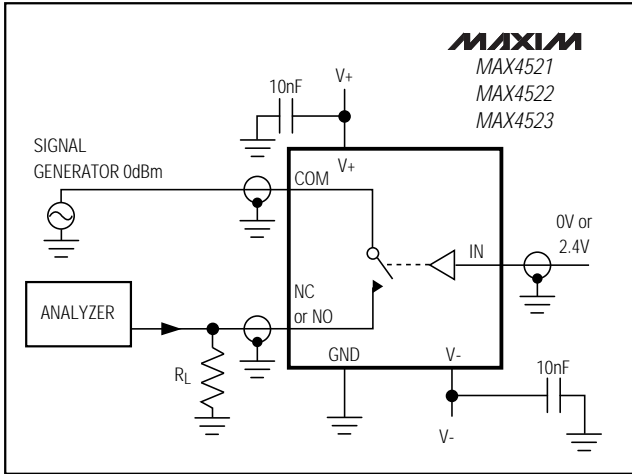 MAXIM
MAX4521
MAX4522
MAX4523
V+
10nF
SIGNAL
GENERATOR 0dBm
V+
COM
0V or
2.4V
IN
NC
or NO
ANALYZER
GND
V-
10nF
RL
V-